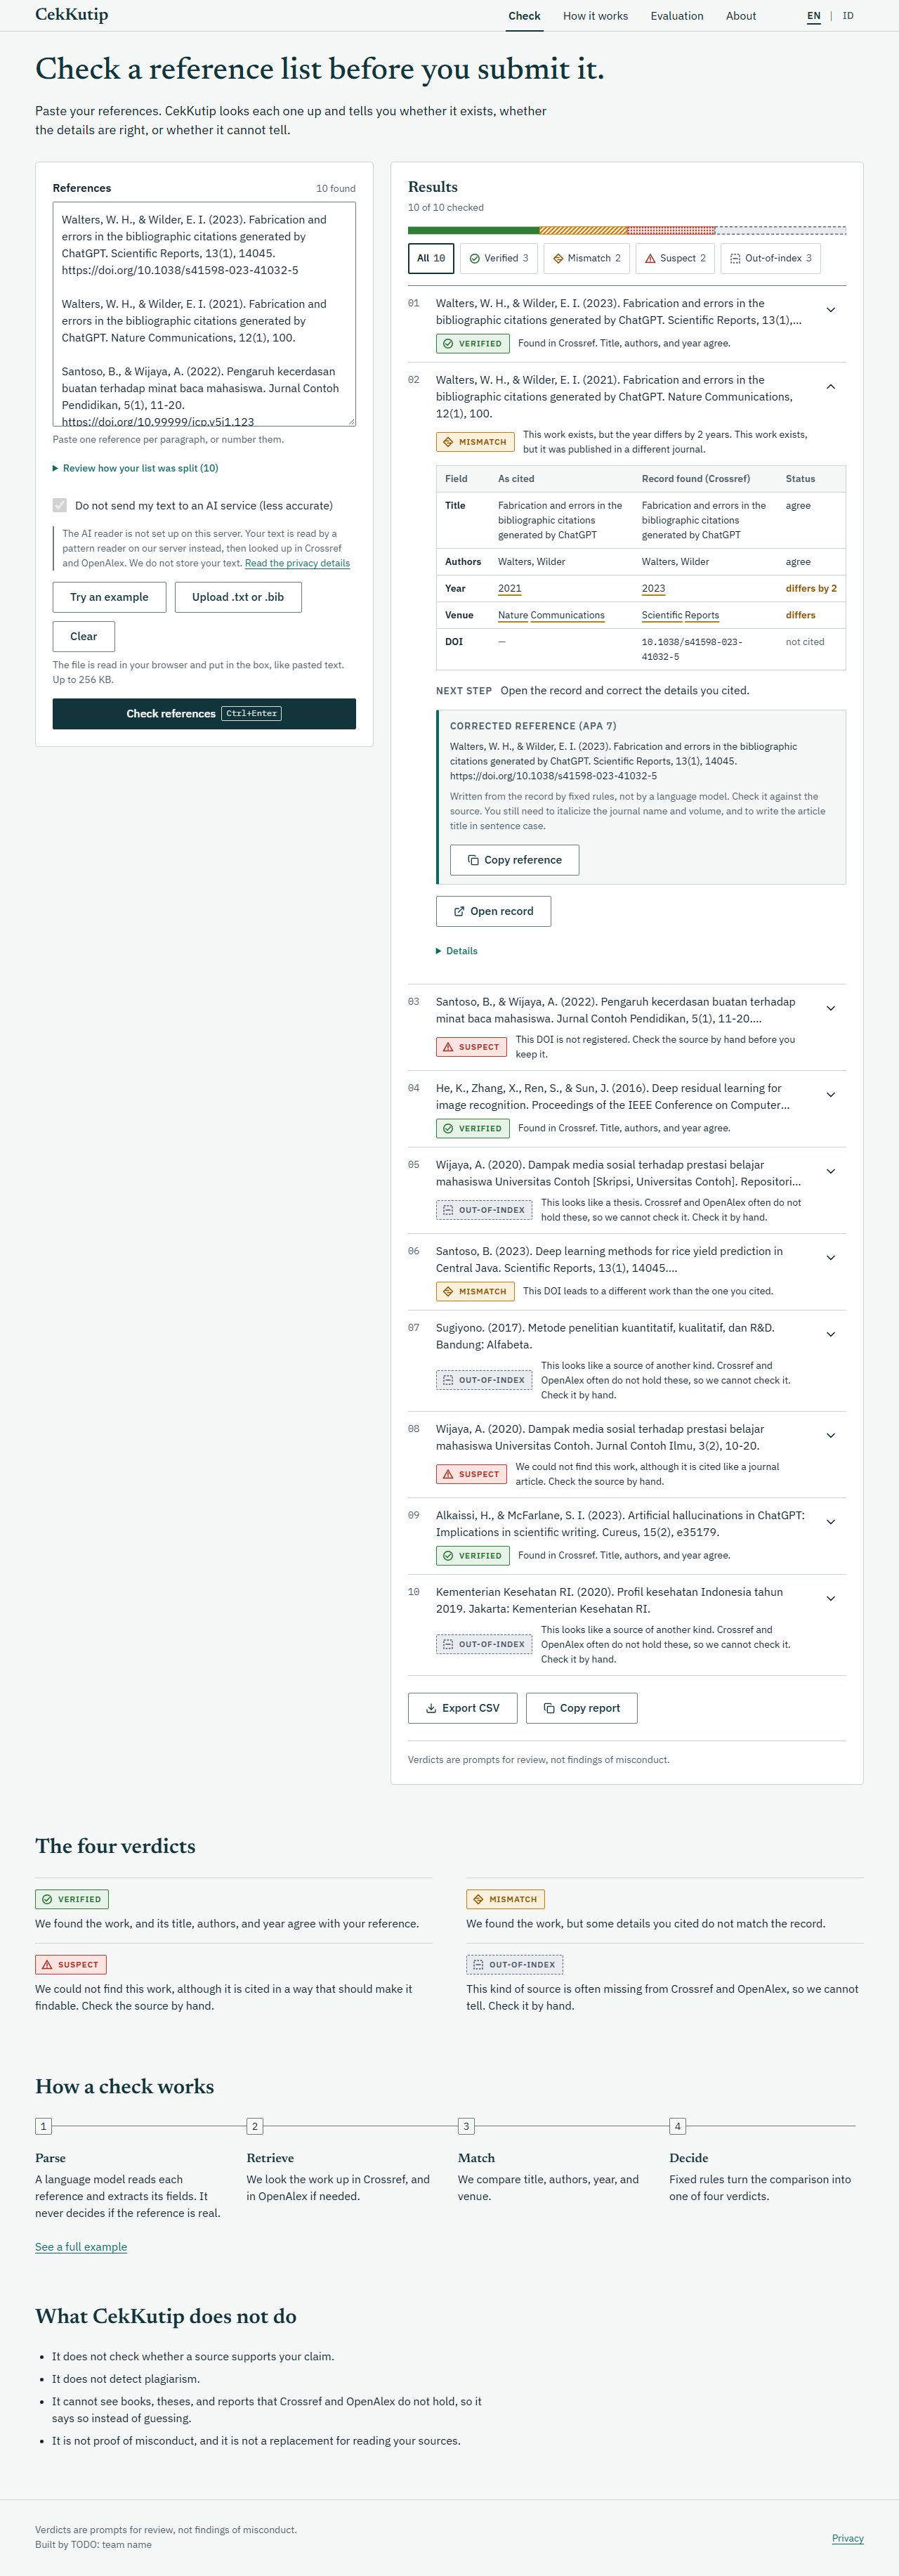 CekKutip
Check How it works Evaluation About EN | ID
Check a reference list before you submit it.
Paste your references. CekKutip looks each one up and tells you whether it exists, whether
the details are right, or whether it cannot tell.
References 10 found
Walters, W. H., & Wilder, E. I. (2023). Fabrication and
errors in the bibliographic citations generated by
ChatGPT. Scientific Reports, 13(1), 14045.
https://doi.org/10.1038/s41598-023-41032-5
Walters, W. H., & Wilder, E. I. (2021). Fabrication and
errors in the bibliographic citations generated by
ChatGPT. Nature Communications, 12(1), 100.
Santoso, B., & Wijaya, A. (2022). Pengaruh kecerdasan
buatan terhadap minat baca mahasiswa. Jurnal Contoh
Pendidikan, 5(1), 11-20.
https://doi.org/10.99999/jcp.v5i1.123
Paste one reference per paragraph, or number them.
Review how your list was split (10)
Do not send my text to an AI service (less accurate)
The AI reader is not set up on this server. Your text is read by a
pattern reader on our server instead, then looked up in Crossref
and OpenAlex. We do not store your text. Read the privacy details
Try an example Upload .txt or .bib
Clear
The file is read in your browser and put in the box, like pasted text.
Up to 256 KB.
Check references Ctrl+Enter
Results
10 of 10 checked
All 10 Verified 3 Mismatch 2 Suspect 2 Out-of-index 3
01 Walters, W. H., & Wilder, E. I. (2023). Fabrication and errors in the
bibliographic citations generated by ChatGPT. Scientific Reports, 13(1),...
VERIFIED Found in Crossref. Title, authors, and year agree.
02 Walters, W. H., & Wilder, E. I. (2021). Fabrication and errors in the
bibliographic citations generated by ChatGPT. Nature Communications,
12(1), 100.
MISMATCH This work exists, but the year differs by 2 years. This work exists,
but it was published in a different journal.
Field As cited Record found (Crossref) Status
Title Fabrication and errors in the Fabrication and errors in the agree
bibliographic citations bibliographic citations
generated by ChatGPT generated by ChatGPT
Authors Walters, Wilder Walters, Wilder agree
Year 2021 2023 differs by 2
Venue Nature Communications Scientific Reports differs
DOI — 10.1038/s41598-023- not cited
41032-5
NEXT STEP Open the record and correct the details you cited.
CORRECTED REFERENCE (APA 7)
Walters, W. H., & Wilder, E. I. (2023). Fabrication and errors in the bibliographic
citations generated by ChatGPT. Scientific Reports, 13(1), 14045.
https://doi.org/10.1038/s41598-023-41032-5
Written from the record by fixed rules, not by a language model. Check it against the
source. You still need to italicize the journal name and volume, and to write the article
title in sentence case.
Copy reference
Open record
Details
03 Santoso, B., & Wijaya, A. (2022). Pengaruh kecerdasan buatan terhadap
minat baca mahasiswa. Jurnal Contoh Pendidikan, 5(1), 11-20....
SUSPECT This DOI is not registered. Check the source by hand before you
keep it.
04 He, K., Zhang, X., Ren, S., & Sun, J. (2016). Deep residual learning for
image recognition. Proceedings of the IEEE Conference on Computer...
VERIFIED Found in Crossref. Title, authors, and year agree.
05 Wijaya, A. (2020). Dampak media sosial terhadap prestasi belajar
mahasiswa Universitas Contoh [Skripsi, Universitas Contoh]. Repositori...
OUT-OF-INDEX This looks like a thesis. Crossref and OpenAlex often do not
hold these, so we cannot check it. Check it by hand.
06 Santoso, B. (2023). Deep learning methods for rice yield prediction in
Central Java. Scientific Reports, 13(1), 14045....
MISMATCH This DOI leads to a different work than the one you cited.
07 Sugiyono. (2017). Metode penelitian kuantitatif, kualitatif, dan R&D.
Bandung: Alfabeta.
OUT-OF-INDEX This looks like a source of another kind. Crossref and
OpenAlex often do not hold these, so we cannot check it.
Check it by hand.
08 Wijaya, A. (2020). Dampak media sosial terhadap prestasi belajar
mahasiswa Universitas Contoh. Jurnal Contoh Ilmu, 3(2), 10-20.
SUSPECT We could not find this work, although it is cited like a journal
article. Check the source by hand.
09 Alkaissi, H., & McFarlane, S. I. (2023). Artificial hallucinations in ChatGPT:
Implications in scientific writing. Cureus, 15(2), e35179.
VERIFIED Found in Crossref. Title, authors, and year agree.
10 Kementerian Kesehatan RI. (2020). Profil kesehatan Indonesia tahun
2019. Jakarta: Kementerian Kesehatan RI.
OUT-OF-INDEX This looks like a source of another kind. Crossref and
OpenAlex often do not hold these, so we cannot check it.
Check it by hand.
Export CSV Copy report
Verdicts are prompts for review, not findings of misconduct.
The four verdicts
VERIFIED
We found the work, and its title, authors, and year agree with your reference.
MISMATCH
We found the work, but some details you cited do not match the record.
SUSPECT
We could not find this work, although it is cited in a way that should make it
findable. Check the source by hand.
OUT-OF-INDEX
This kind of source is often missing from Crossref and OpenAlex, so we cannot
tell. Check it by hand.
How a check works
1 2 3 4
Parse
A language model reads each
reference and extracts its fields. It
never decides if the reference is real.
Retrieve
We look the work up in Crossref, and
in OpenAlex if needed.
Match
We compare title, authors, year, and
venue.
Decide
Fixed rules turn the comparison into
one of four verdicts.
See a full example
What CekKutip does not do
• It does not check whether a source supports your claim.
• It does not detect plagiarism.
• It cannot see books, theses, and reports that Crossref and OpenAlex do not hold, so it
says so instead of guessing.
• It is not proof of misconduct, and it is not a replacement for reading your sources.
Verdicts are prompts for review, not findings of misconduct.
Built by TODO: team name
Privacy